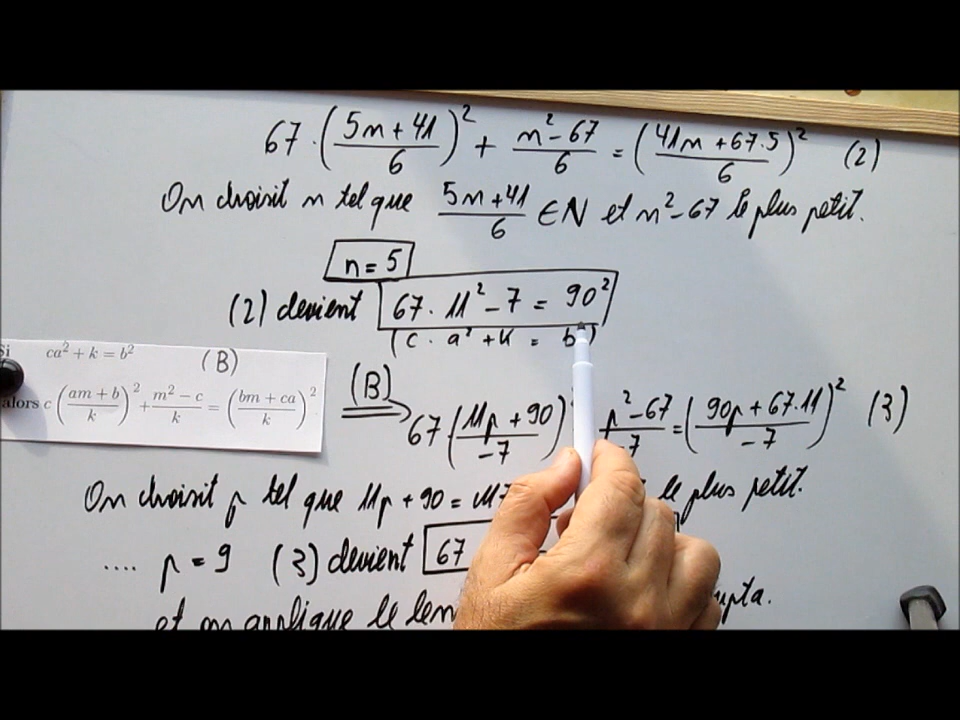 67 · ((5n + 41)/6)² + (n² - 67)/6 = ((41n + 67·5)/6)² (2)
On choisit n tel que (5n + 41)/6 ∈ N et n² - 67 le plus petit.
n = 5
(2) devient 67 · 11² - 7 = 90²
(c · a² + k = b²)
Si ca² + k = b² (B)
alors c ((am + b)/k)² + (m² - c)/k = ((bm + ca)/k)²
(B)
67 · ((11p + 90)/-7)² (p² - 67)/-7 = ((90p + 67·11)/-7)² (3)
On choisit p tel que 11p + 90 = le plus petit.
.... p = 9 (3) devient 67
et on applique le